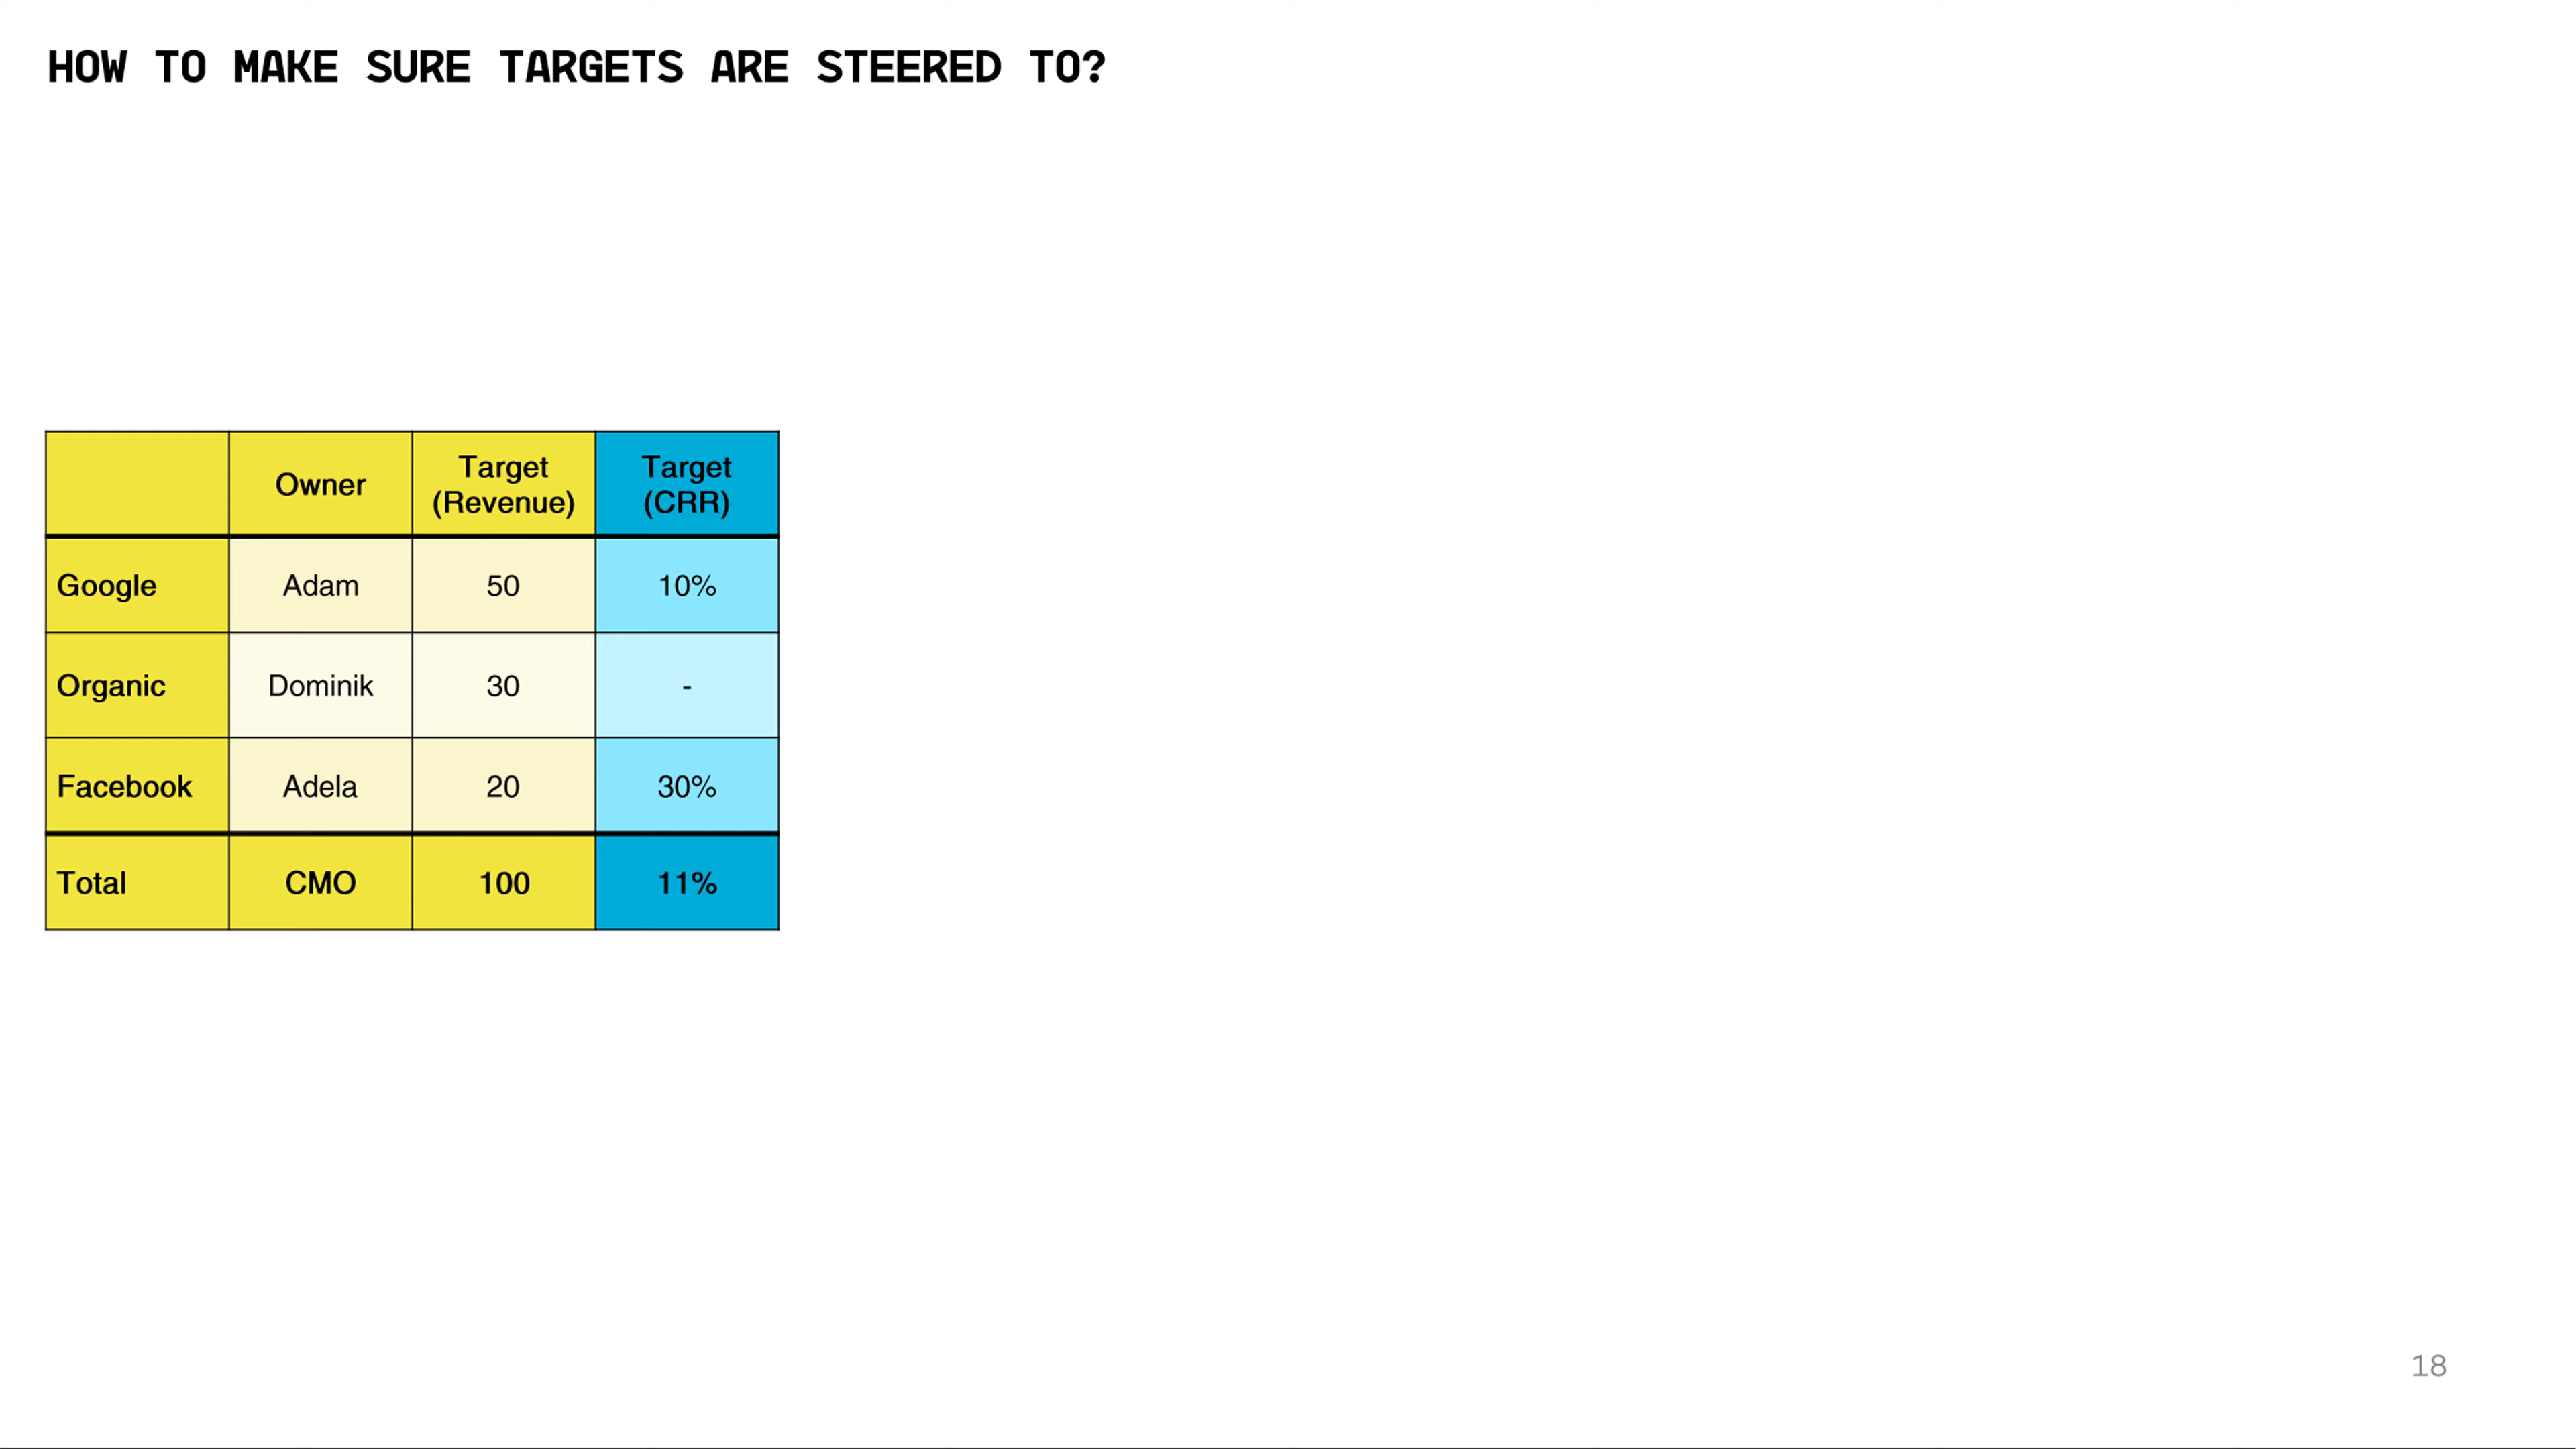 HOW TO MAKE SURE TARGETS ARE STEERED TO?
Owner
Target
(Revenue)
Target
(CRR)
Google
Adam
50
10%
Organic
Dominik
30
-
Facebook
Adela
20
30%
Total
CMO
100
11%
18